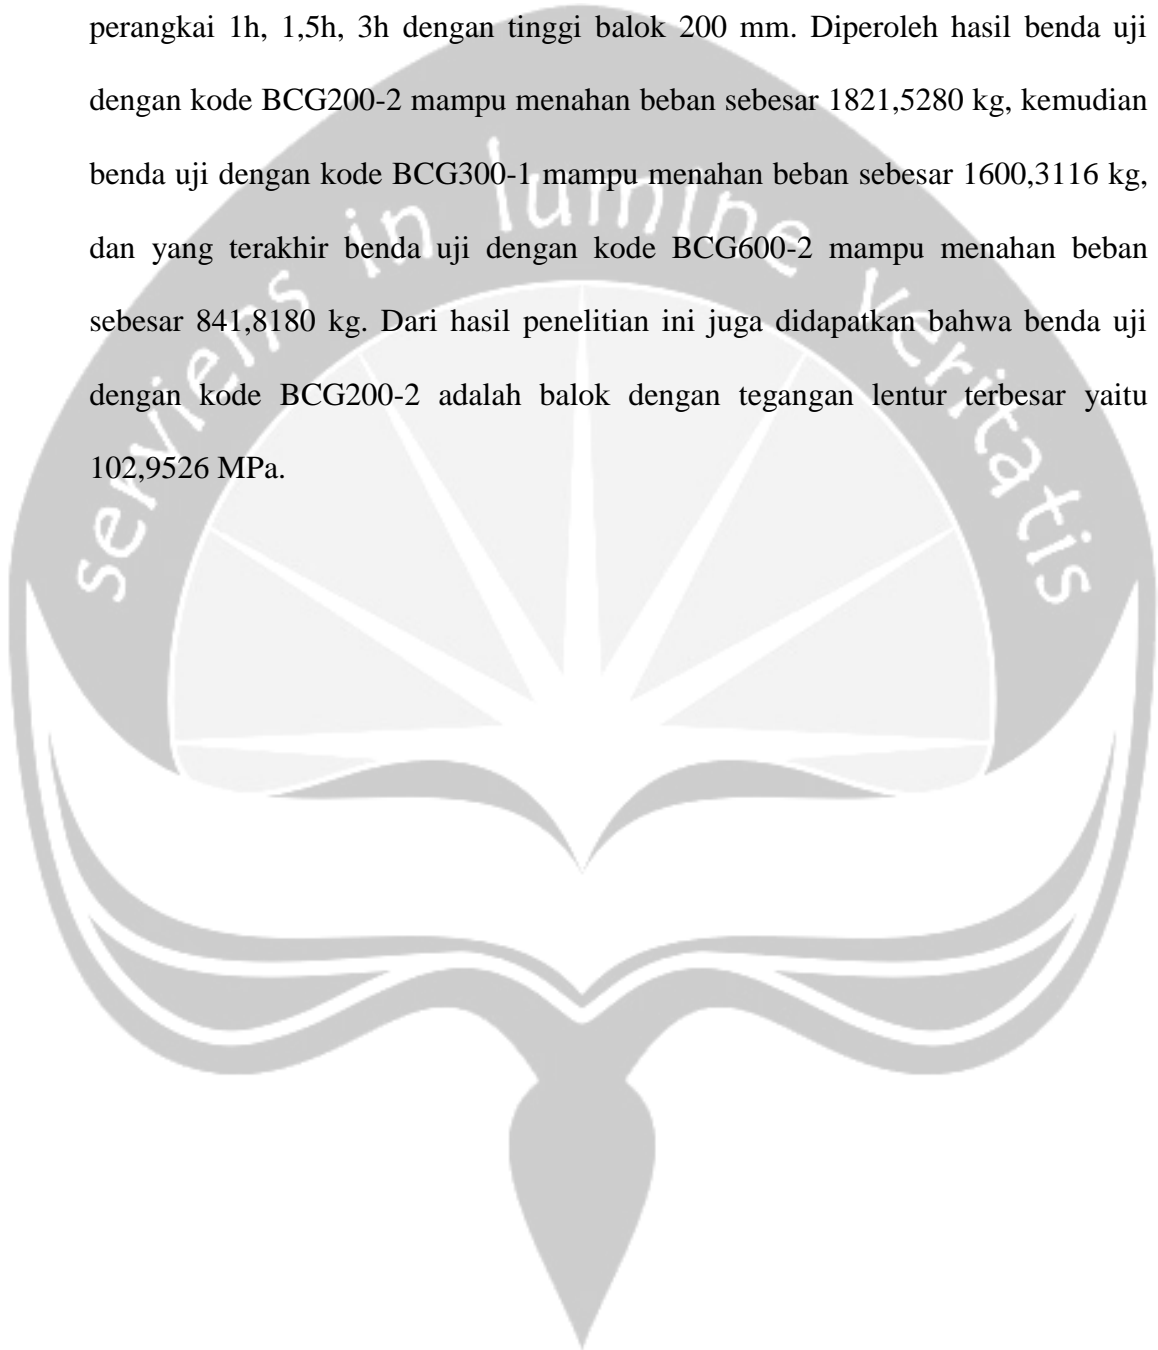 perangkai 1h, 1,5h, 3h dengan tinggi balok 200 mm. Diperoleh hasil benda uji
dengan kode BCG200-2 mampu menahan beban sebesar 1821,5280 kg, kemudian
benda uji dengan kode BCG300-1 mampu menahan beban sebesar 1600,3116 kg,
dan yang terakhir benda uji dengan kode BCG600-2 mampu menahan beban
sebesar 841,8180 kg. Dari hasil penelitian ini juga didapatkan bahwa benda uji
dengan kode BCG200-2 adalah balok dengan tegangan lentur terbesar yaitu
102,9526 MPa.
serviens in lumine veritatis